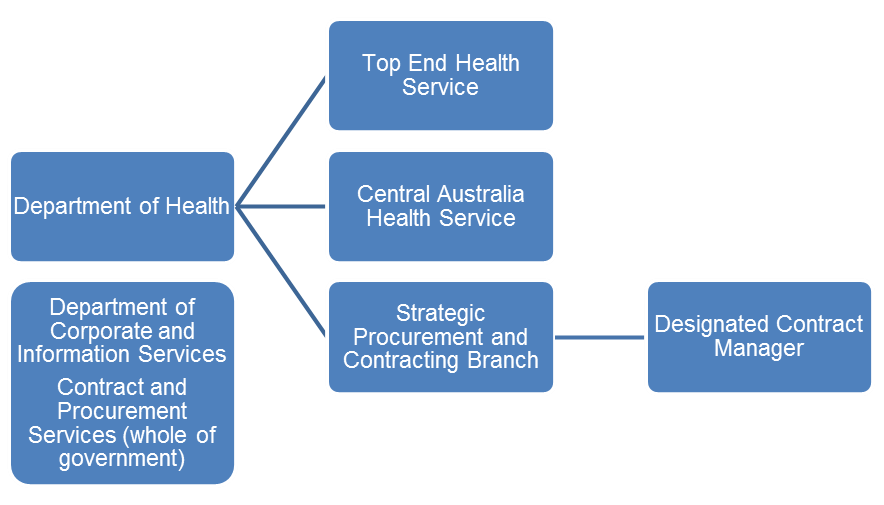 Top End Health
Service
Department of Health
Central Australia
Health Service
Department of
Corporate and
Information Services
Contract and
Procurement
Services (whole of
government)
Strategic
Procurement and
Contracting Branch
Designated Contract
Manager